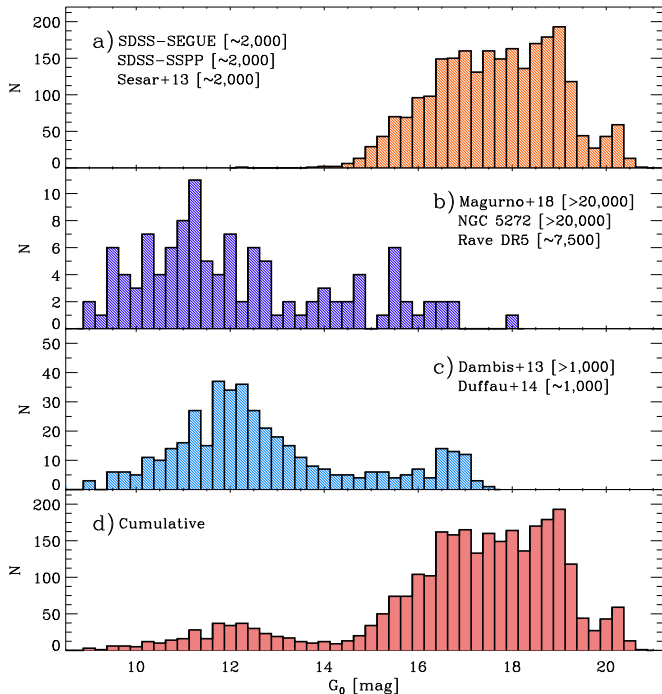 200
150
100
50
0
N
a) SDSS-SEGUE [~2,000]
SDSS-SSPP [~2,000]
Sesar+13 [~2,000]
10
8
6
4
2
0
N
b) Magurno+18 [>20,000]
NGC 5272 [>20,000]
Rave DR5 [~7,500]
50
40
30
20
10
0
N
c) Dambis+13 [>1,000]
Duffau+14 [~1,000]
200
150
100
50
0
N
d) Cumulative
10 12 14 16 18 20
G₀ [mag]